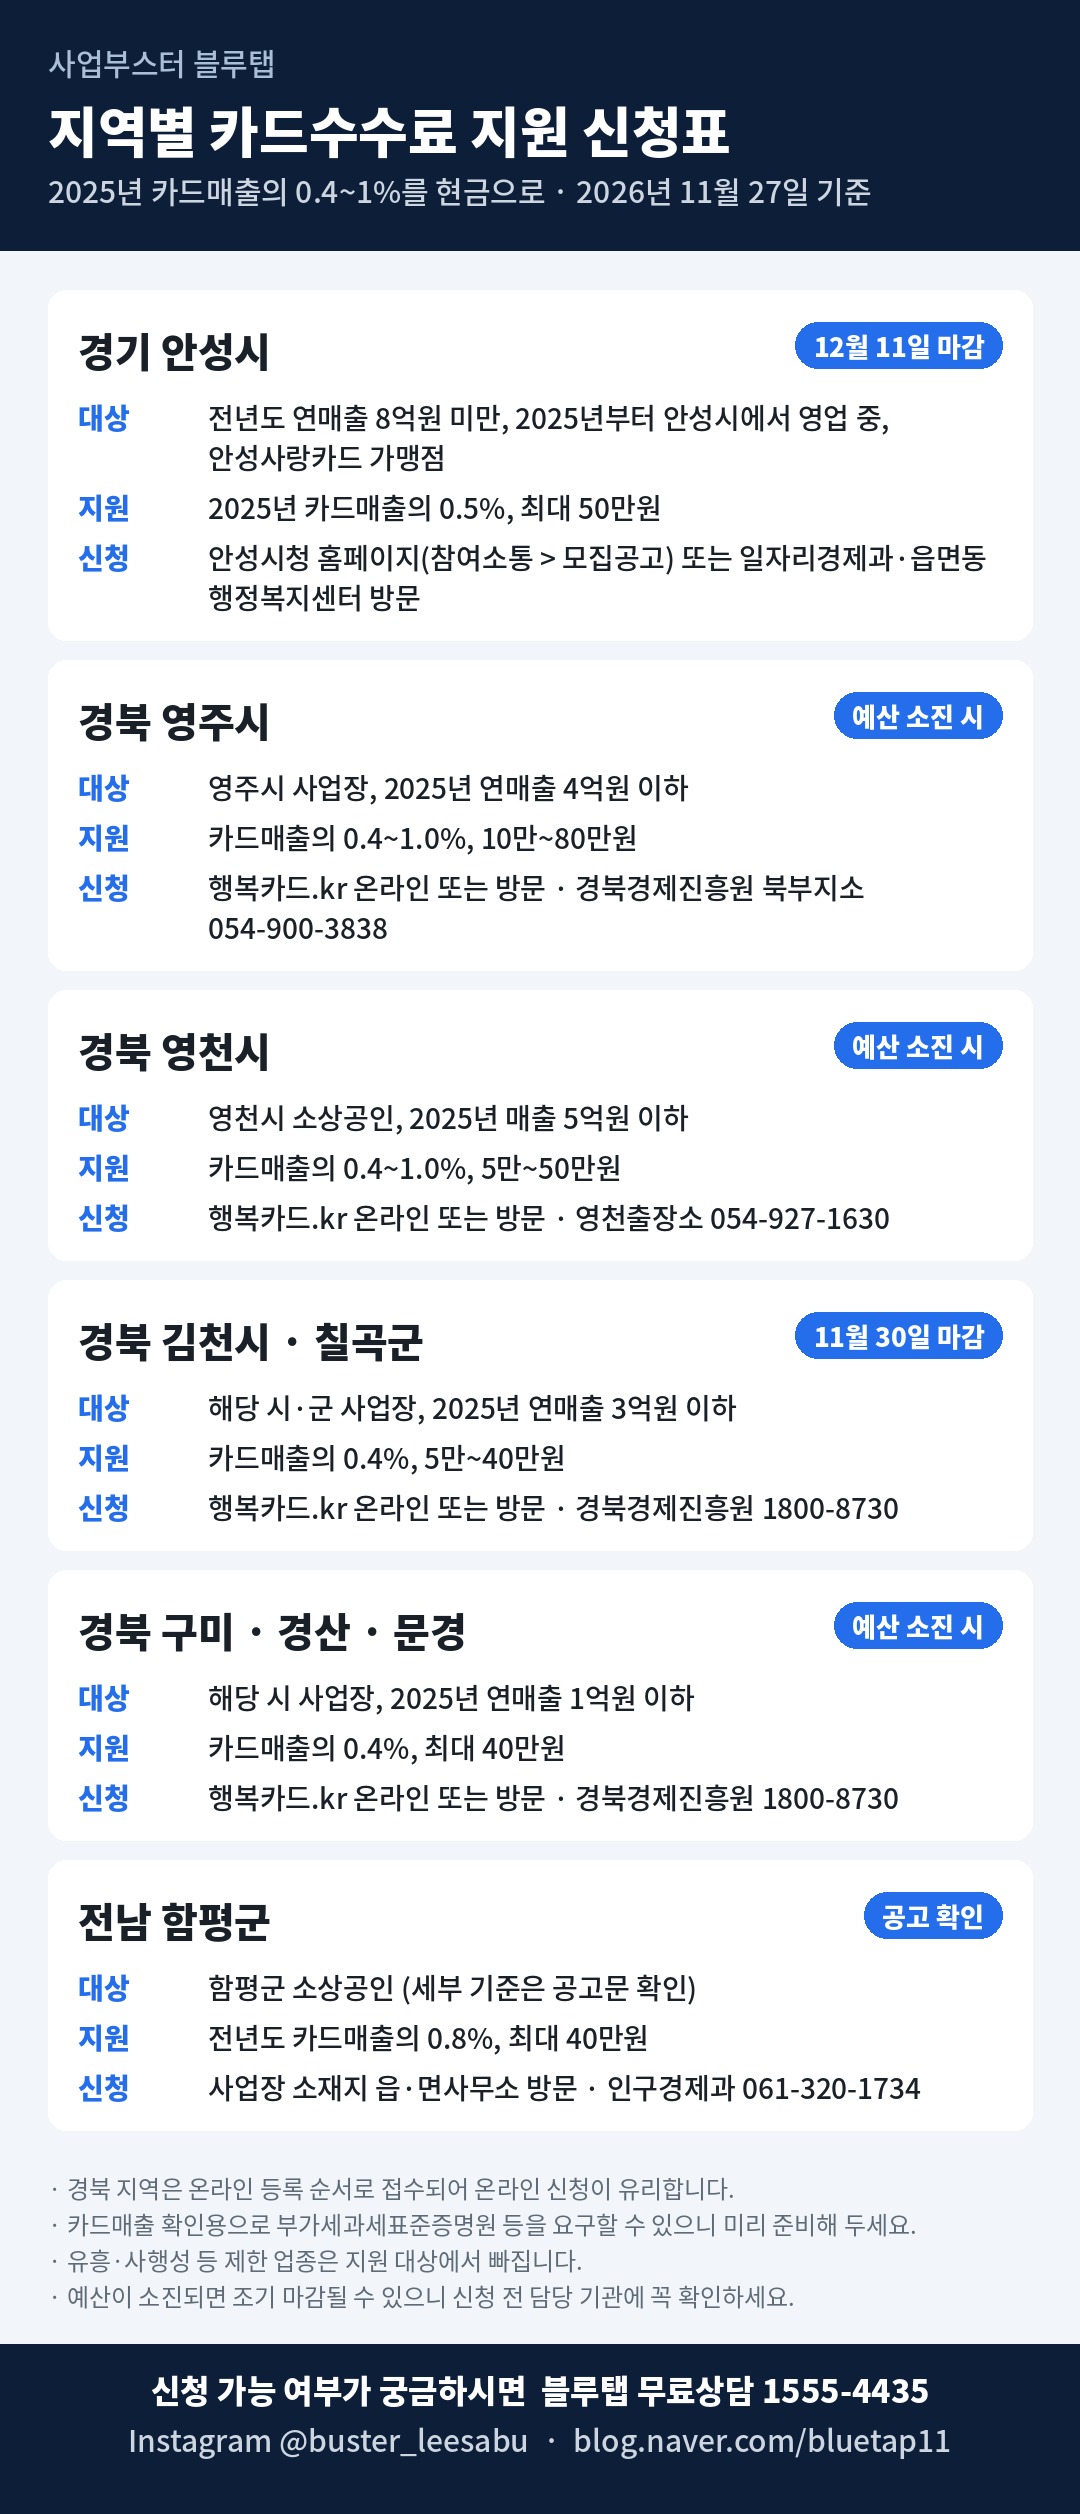 사업부스터 블루탭
지역별 카드수수료 지원 신청표
2025년 카드매출의 0.4~1%를 현금으로 · 2026년 11월 27일 기준
경기 안성시
12월 11일 마감
대상 전년도 연매출 8억원 미만, 2025년부터 안성시에서 영업 중,
안성사랑카드 가맹점
지원 2025년 카드매출의 0.5%, 최대 50만원
신청 안성시청 홈페이지(참여소통 > 모집공고) 또는 일자리경제과·읍면동
행정복지센터 방문
경북 영주시
예산 소진 시
대상 영주시 사업장, 2025년 연매출 4억원 이하
지원 카드매출의 0.4~1.0%, 10만~80만원
신청 행복카드.kr 온라인 또는 방문 · 경북경제진흥원 북부지소
054-900-3838
경북 영천시
예산 소진 시
대상 영천시 소상공인, 2025년 매출 5억원 이하
지원 카드매출의 0.4~1.0%, 5만~50만원
신청 행복카드.kr 온라인 또는 방문 · 영천출장소 054-927-1630
경북 김천시 · 칠곡군
11월 30일 마감
대상 해당 시·군 사업장, 2025년 연매출 3억원 이하
지원 카드매출의 0.4%, 5만~40만원
신청 행복카드.kr 온라인 또는 방문 · 경북경제진흥원 1800-8730
경북 구미 · 경산 · 문경
예산 소진 시
대상 해당 시 사업장, 2025년 연매출 1억원 이하
지원 카드매출의 0.4%, 최대 40만원
신청 행복카드.kr 온라인 또는 방문 · 경북경제진흥원 1800-8730
전남 함평군
공고 확인
대상 함평군 소상공인 (세부 기준은 공고문 확인)
지원 전년도 카드매출의 0.8%, 최대 40만원
신청 사업장 소재지 읍·면사무소 방문 · 인구경제과 061-320-1734
· 경북 지역은 온라인 등록 순서로 접수되어 온라인 신청이 유리합니다.
· 카드매출 확인용으로 부가세과세표준증명원 등을 요구할 수 있으니 미리 준비해 두세요.
· 유흥·사행성 등 제한 업종은 지원 대상에서 빠집니다.
· 예산이 소진되면 조기 마감될 수 있으니 신청 전 담당 기관에 꼭 확인하세요.
신청 가능 여부가 궁금하시면 블루탭 무료상담 1555-4435
Instagram @buster_leesabu · blog.naver.com/bluetap11